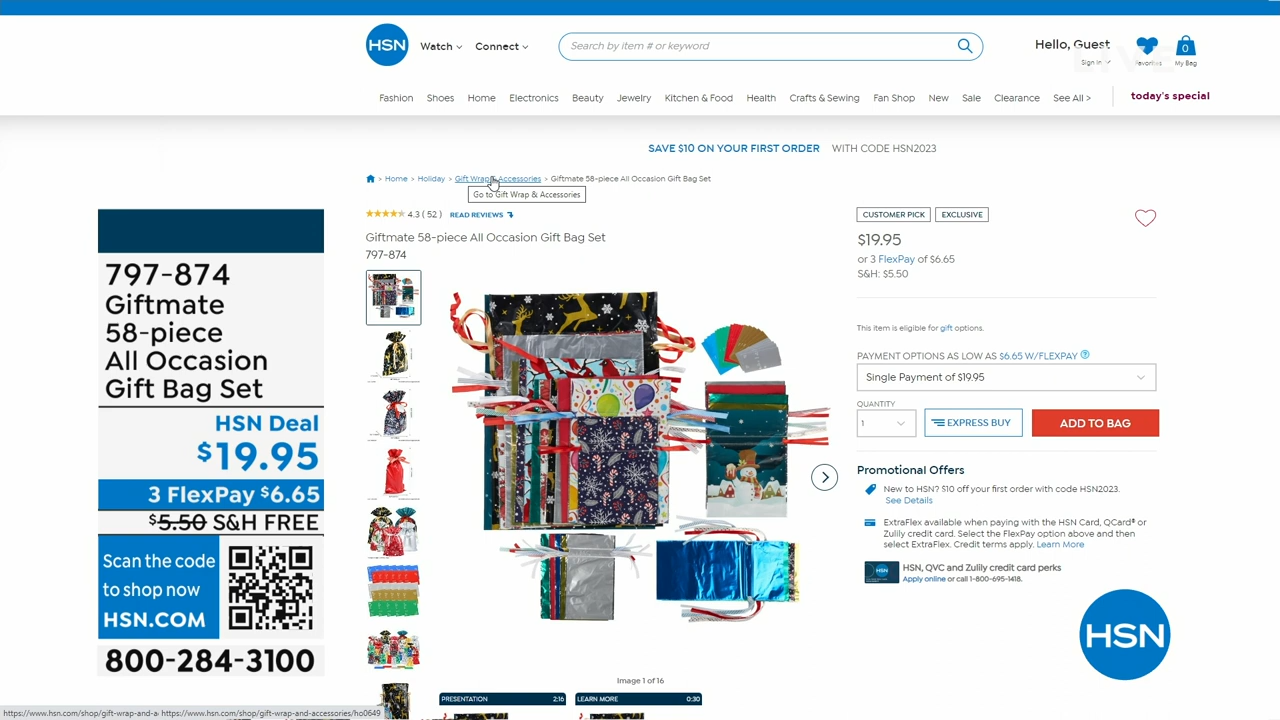 HSN
Watch
Connect
Search by item # or keyword
Hello, Guest
Sign In
Favorites
0
My Bag
Fashion
Shoes
Home
Electronics
Beauty
Jewelry
Kitchen & Food
Health
Crafts & Sewing
Fan Shop
New
Sale
Clearance
See All >
today's special
SAVE $10 ON YOUR FIRST ORDER WITH CODE HSN2023
> Home > Holiday > Gift Wrap & Accessories > Giftmate 58-piece All Occasion Gift Bag Set
Go to Gift Wrap & Accessories
797-874
Giftmate
58-piece
All Occasion
Gift Bag Set
HSN Deal
$19.95
3 FlexPay $6.65
$5.50 S&H FREE
Scan the code
to shop now
HSN.COM
800-284-3100
4.3 ( 52 ) READ REVIEWS
Giftmate 58-piece All Occasion Gift Bag Set
797-874
Image 1 of 16
PRESENTATION 2:16
LEARN MORE 0:30
CUSTOMER PICK
EXCLUSIVE
$19.95
or 3 FlexPay of $6.65
S&H: $5.50
This item is eligible for gift options.
PAYMENT OPTIONS AS LOW AS $6.65 W/FLEXPAY
Single Payment of $19.95
QUANTITY
1
EXPRESS BUY
ADD TO BAG
Promotional Offers
New to HSN? $10 off your first order with code HSN2023.
See Details
ExtraFlex available when paying with the HSN Card, QCard® or
Zulily credit card. Select the FlexPay option above and then
select ExtraFlex. Credit terms apply. Learn More
HSN
HSN, QVC and Zulily credit card perks
Apply online or call 1-800-695-1418.
HSN
https://www.hsn.com/shop/gift-wrap-and-a https://www.hsn.com/shop/gift-wrap-and-accessories/ho0649